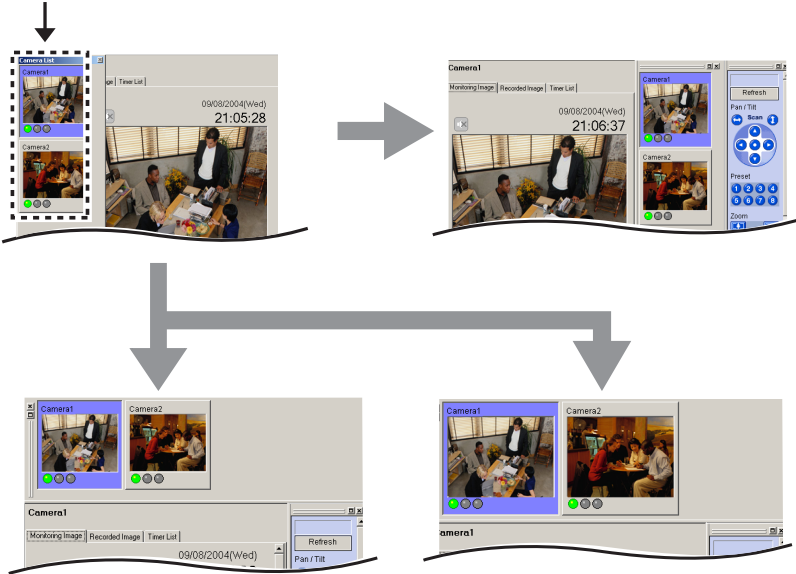 Camera List
Camera1
ge
Timer List
09/08/2004(Wed)
21:05:28
Camera2
Camera1
Monitoring Image
Recorded Image
Timer List
09/08/2004(Wed)
21:06:37
Camera1
Camera2
Refresh
Pan / Tilt
Scan
Preset
1 2 3 4
5 6 7 8
Zoom
Camera1
Camera2
Camera1
Monitoring Image
Recorded Image
Timer List
09/08/2004(Wed)
Refresh
Pan / Tilt
Camera1
Camera2
amera1